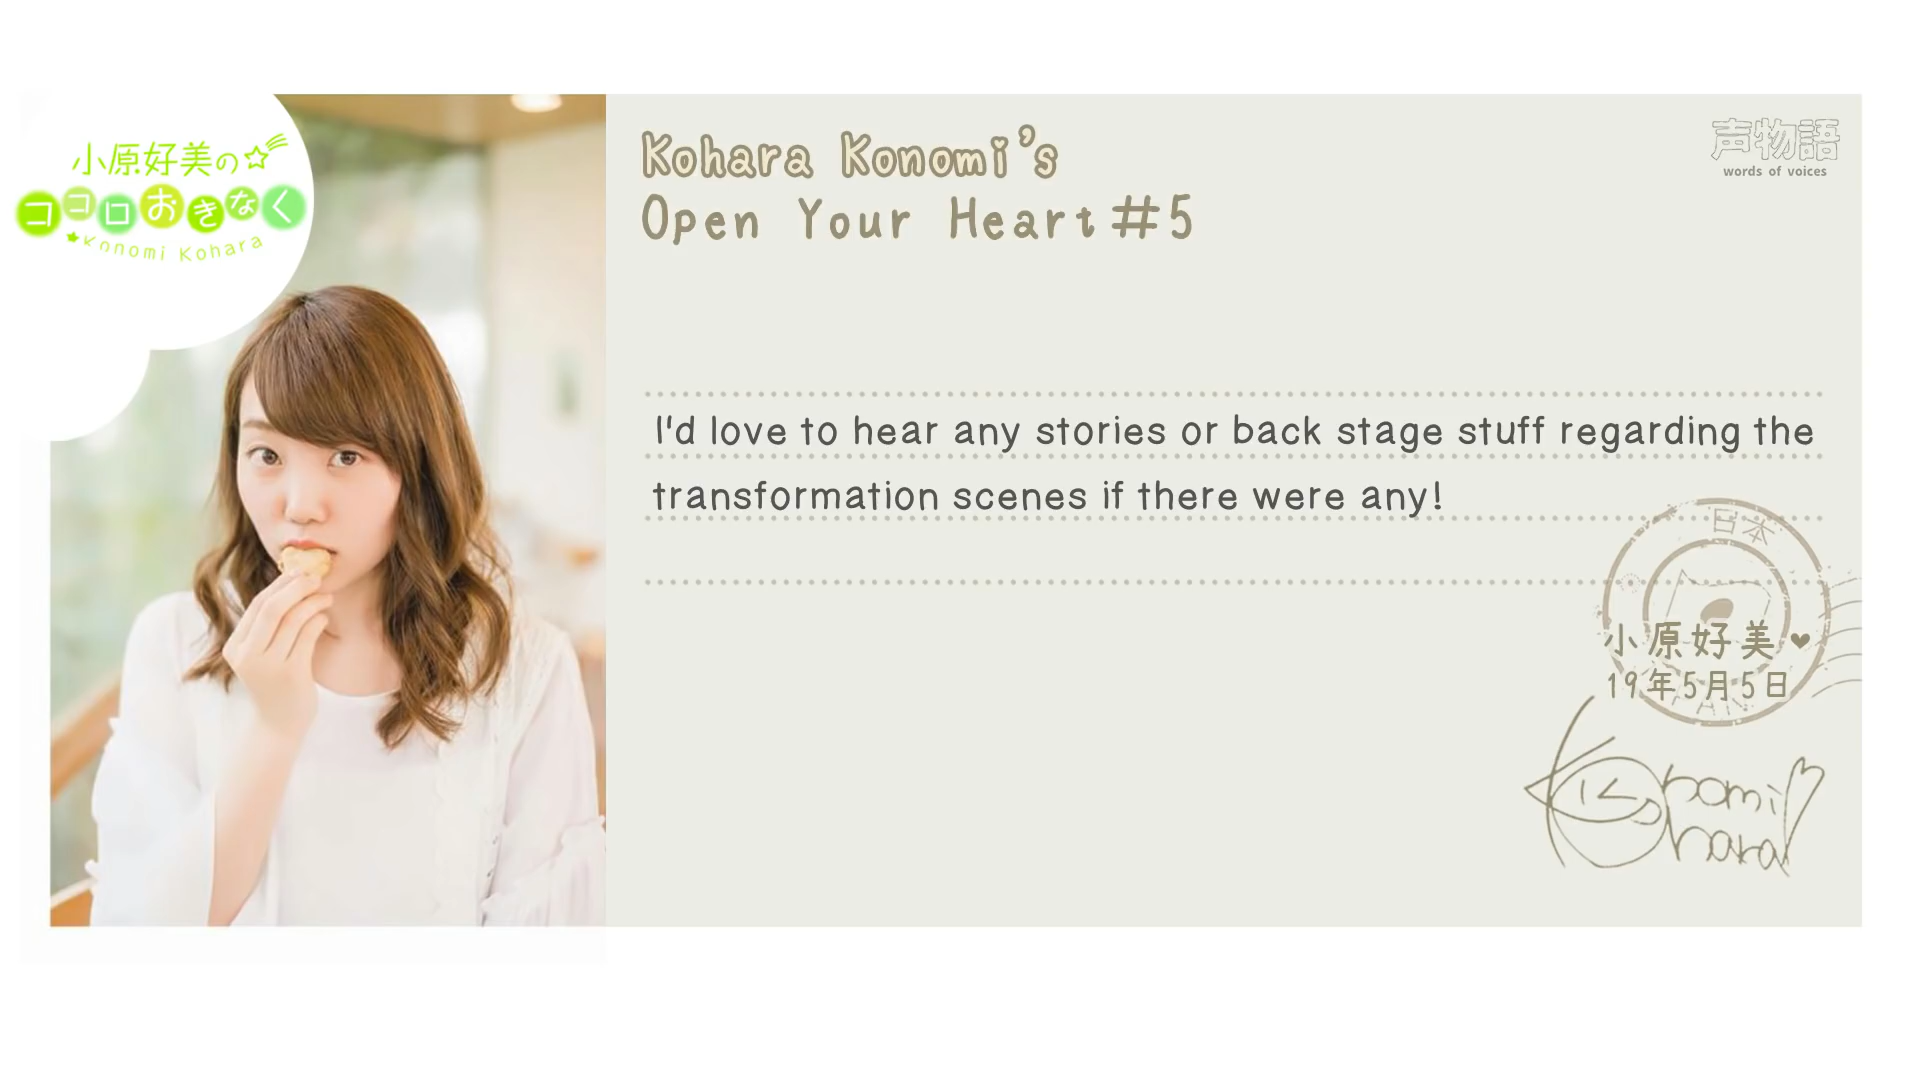 小原好美の☆
ココロおきなく
★Konomi Kohara
Kohara Konomi's
Open Your Heart#5
声物語
words of voices
I'd love to hear any stories or back stage stuff regarding the
transformation scenes if there were any!
日本
小原好美♥
19年5月5日
Konomi
Kohara